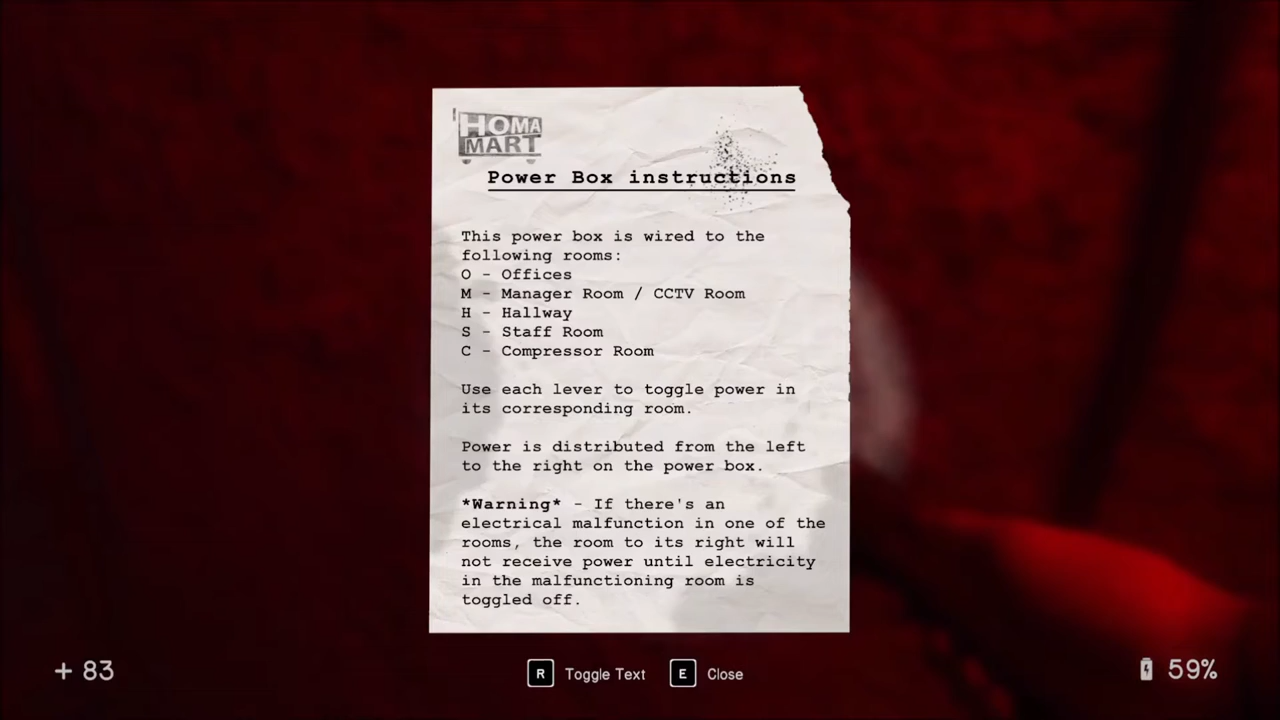 HOMA
MART
Power Box instructions
This power box is wired to the
following rooms:
O - Offices
M - Manager Room / CCTV Room
H - Hallway
S - Staff Room
C - Compressor Room
Use each lever to toggle power in
its corresponding room.
Power is distributed from the left
to the right on the power box.
*Warning* - If there's an
electrical malfunction in one of the
rooms, the room to its right will
not receive power until electricity
in the malfunctioning room is
toggled off.
+ 83
R Toggle Text E Close
59%